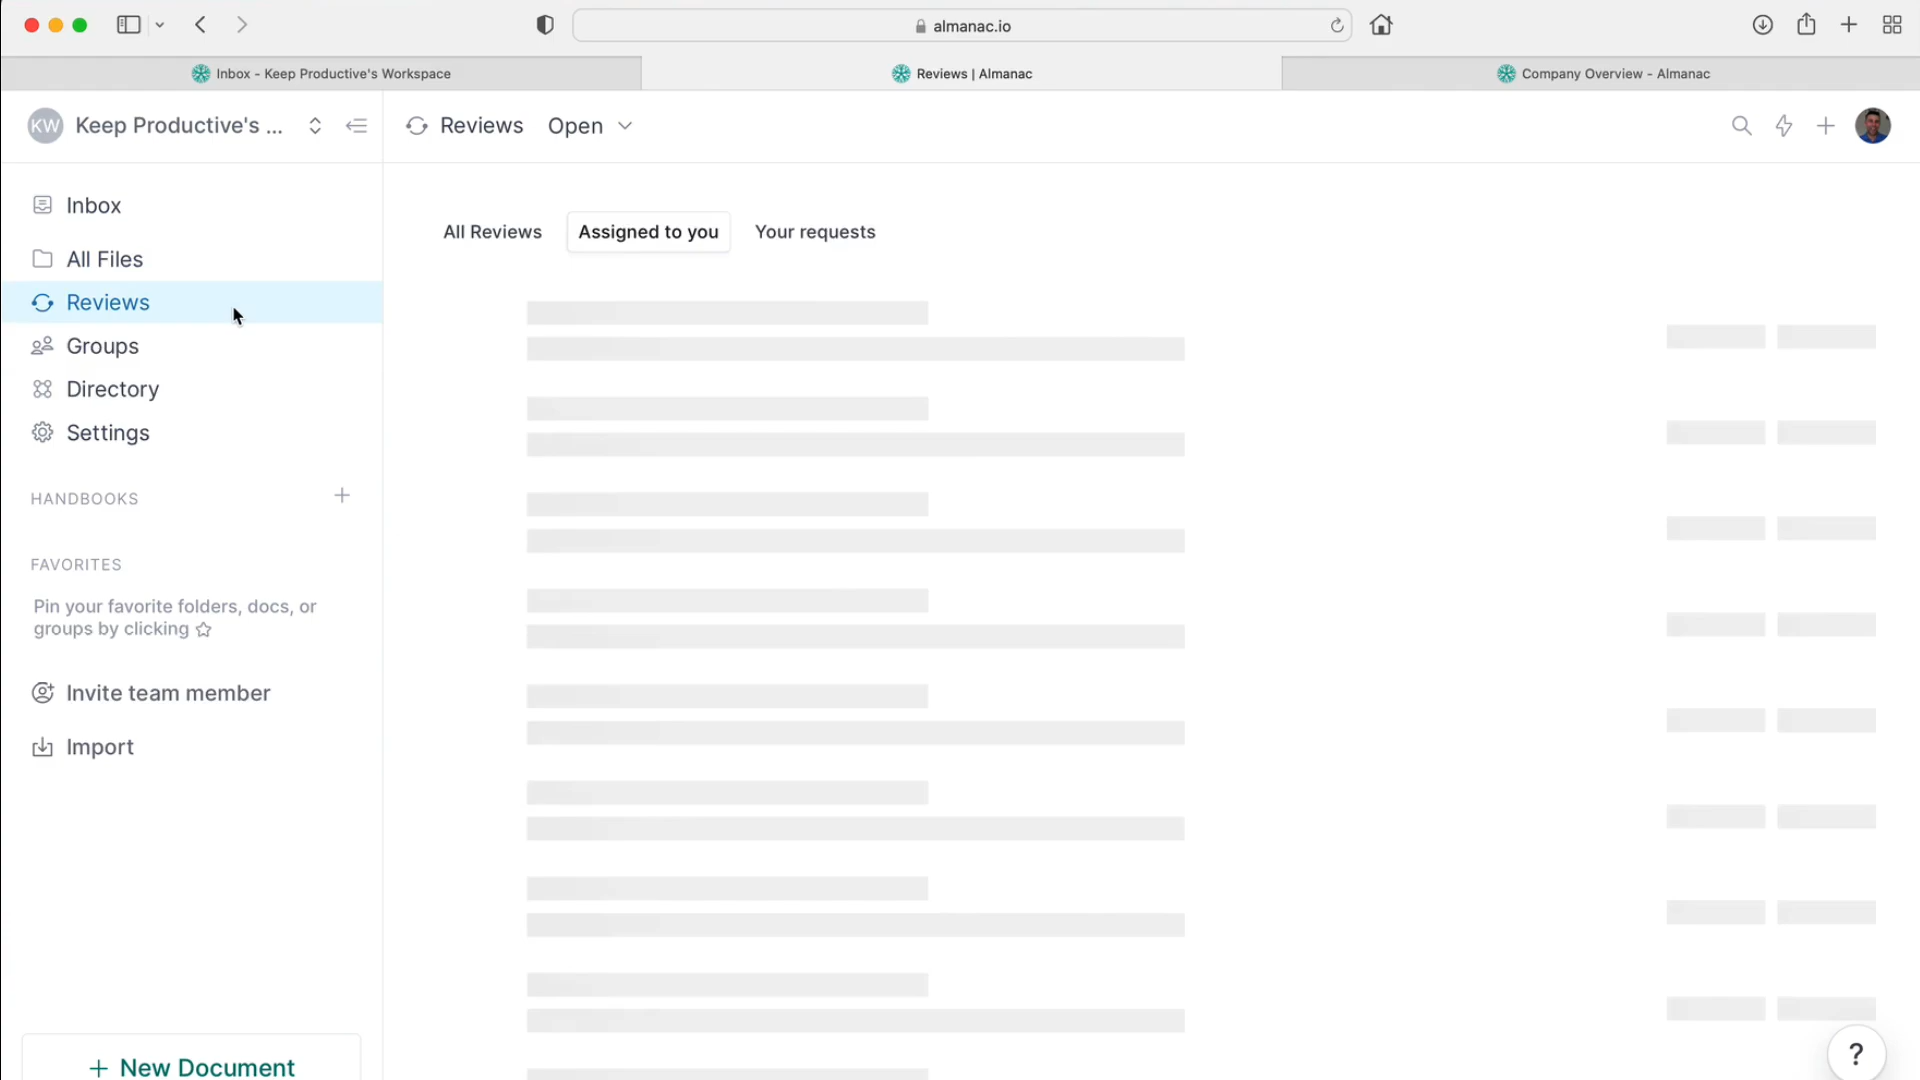 almanac.io
Inbox - Keep Productive's Workspace
Reviews | Almanac
Company Overview - Almanac
KW
Keep Productive's ...
Reviews
Open
Inbox
All Files
Reviews
Groups
Directory
Settings
HANDBOOKS
FAVORITES
Pin your favorite folders, docs, or
groups by clicking
Invite team member
Import
+ New Document
All Reviews
Assigned to you
Your requests
?